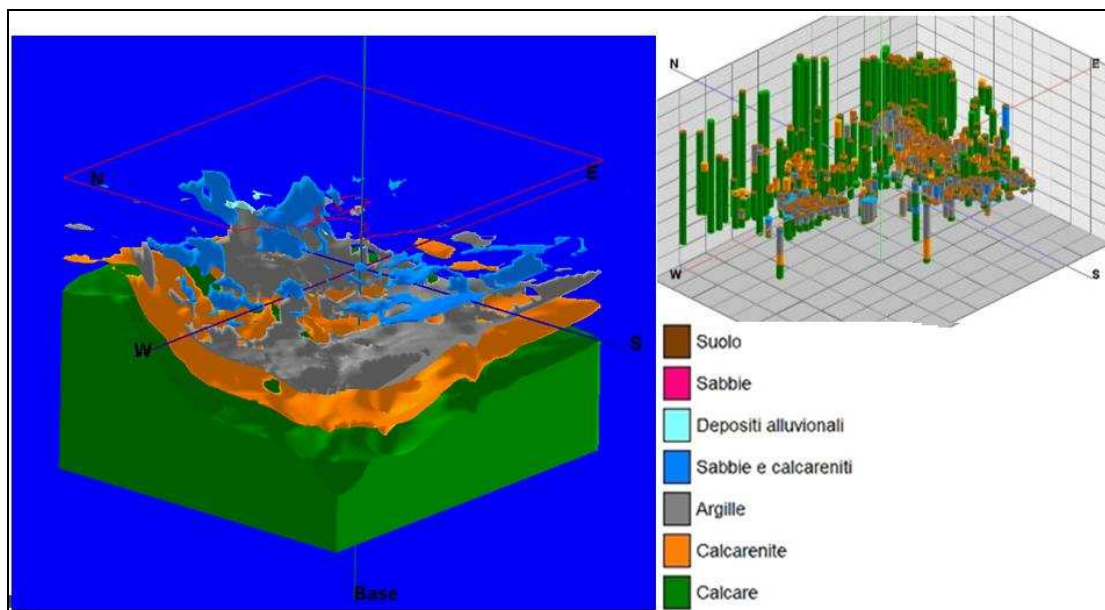 N
E
W
S
Base
N
E
W
S
Suolo
Sabbie
Depositi alluvionali
Sabbie e calcareniti
Argille
Calcarenite
Calcare